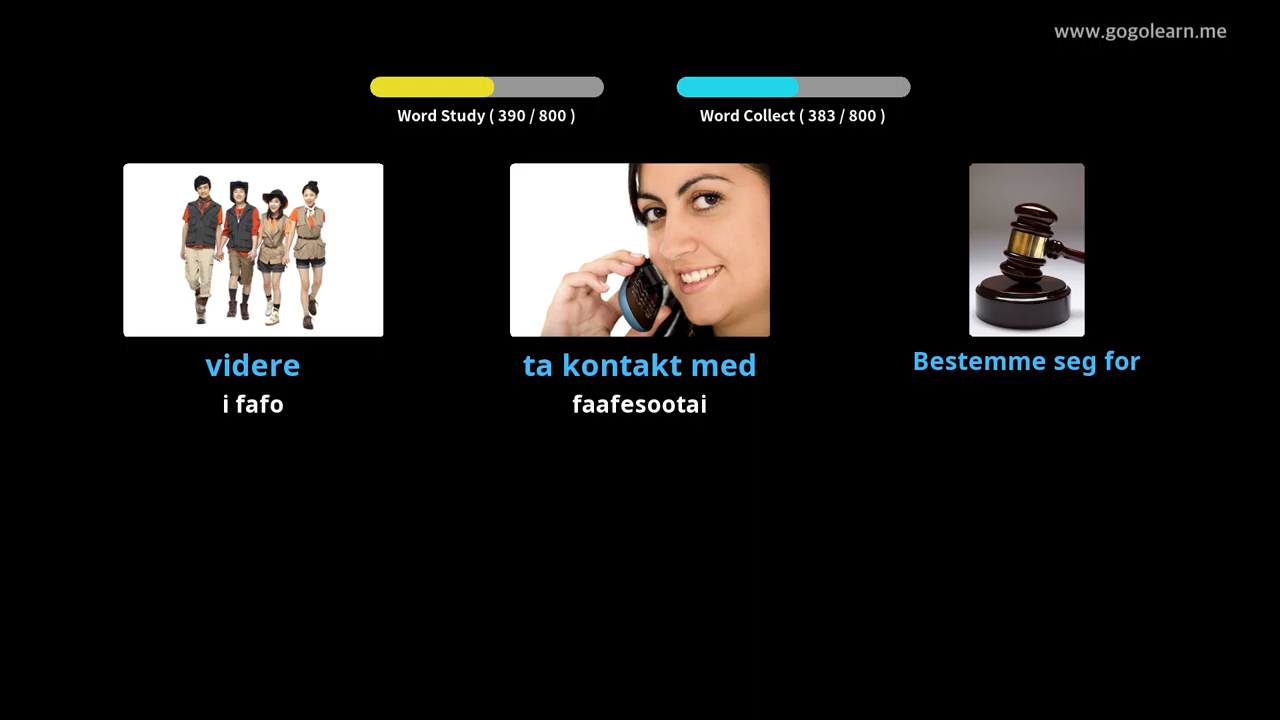 www.gogolearn.me
Word Study ( 390 / 800 )
Word Collect ( 383 / 800 )
videre
i fafo
ta kontakt med
faafesootai
Bestemme seg for